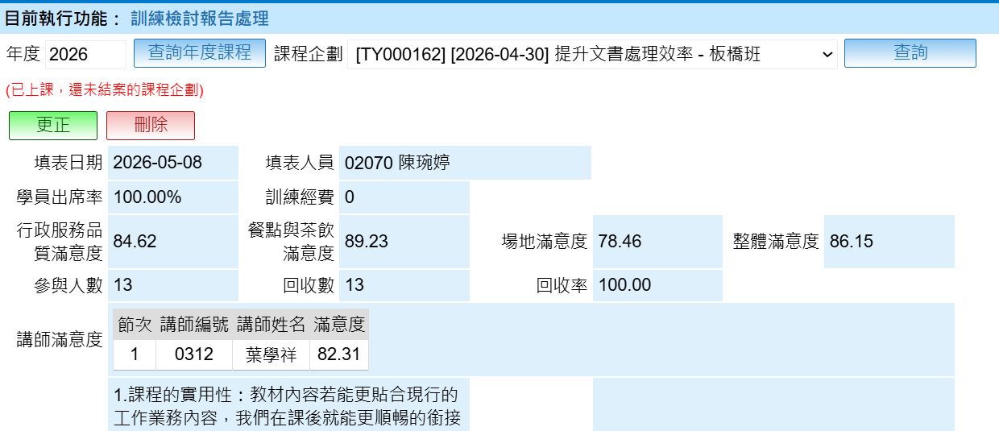 目前執行功能： 訓練檢討報告處理
年度 2026 查詢年度課程 課程企劃 [TY000162] [2026-04-30] 提升文書處理效率 - 板橋班 查詢
(已上課，還未結案的課程企劃)
更正 刪除
填表日期 2026-05-08 填表人員 02070 陳琬婷
學員出席率 100.00% 訓練經費 0
行政服務品質滿意度 84.62 餐點與茶飲滿意度 89.23 場地滿意度 78.46 整體滿意度 86.15
參與人數 13 回收數 13 回收率 100.00
講師滿意度
節次 講師編號 講師姓名 滿意度
1 0312 葉學祥 82.31
1.課程的實用性：教材內容若能更貼合現行的
工作業務內容，我們在課後就能更順暢的銜接